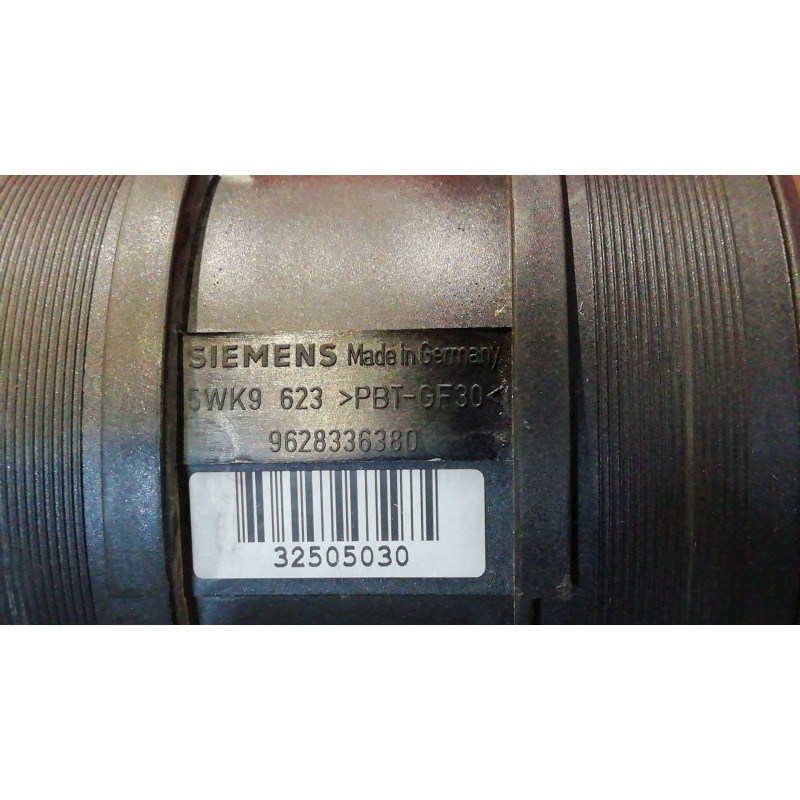 SIEMENS Made in Germany
5WK9 623 >PBT-GF30<
9628336380
32505030